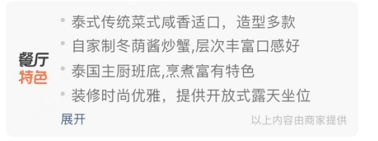 餐厅
特色
泰式传统菜式咸香适口，造型多款
自家制冬荫酱炒蟹,层次丰富口感好
泰国主厨班底,烹煮富有特色
装修时尚优雅，提供开放式露天坐位
展开
以上内容由商家提供